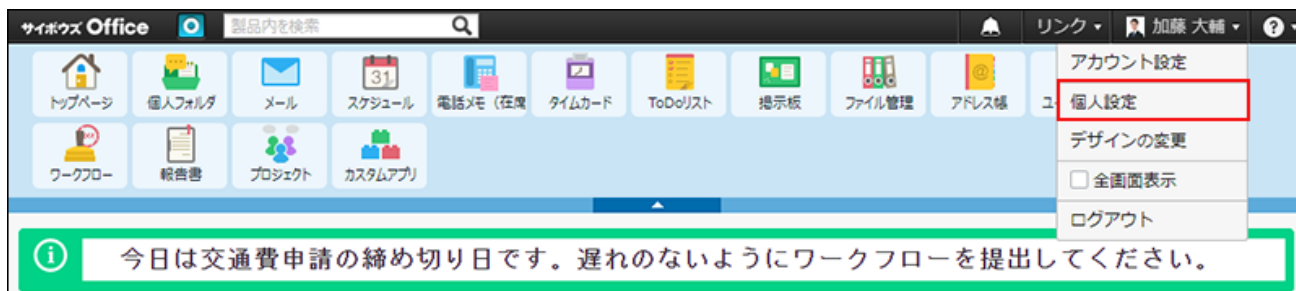 サイボウズ Office
製品内を検索
リンク
加藤 大輔
トップページ
個人フォルダ
メール
31
スケジュール
電話メモ（在席
タイムカード
ToDoリスト
掲示板
ファイル管理
@
アドレス帳
ユー
ワークフロー
報告書
プロジェクト
カスタムアプリ
アカウント設定
個人設定
デザインの変更
全画面表示
ログアウト
今日は交通費申請の締め切り日です。遅れのないようにワークフローを提出してください。